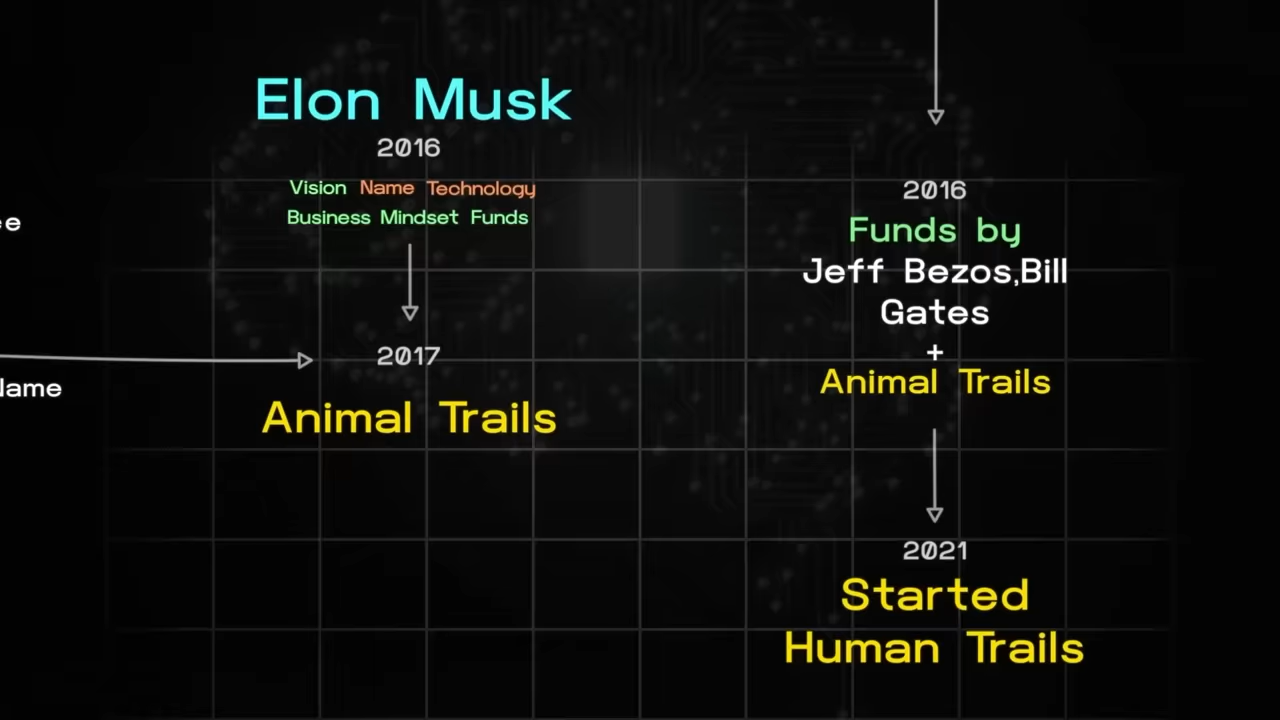 Elon Musk
2016
Vision Name Technology
Business Mindset Funds
2017
Animal Trails
Name
2016
Funds by
Jeff Bezos,Bill
Gates
+
Animal Trails
2021
Started
Human Trails